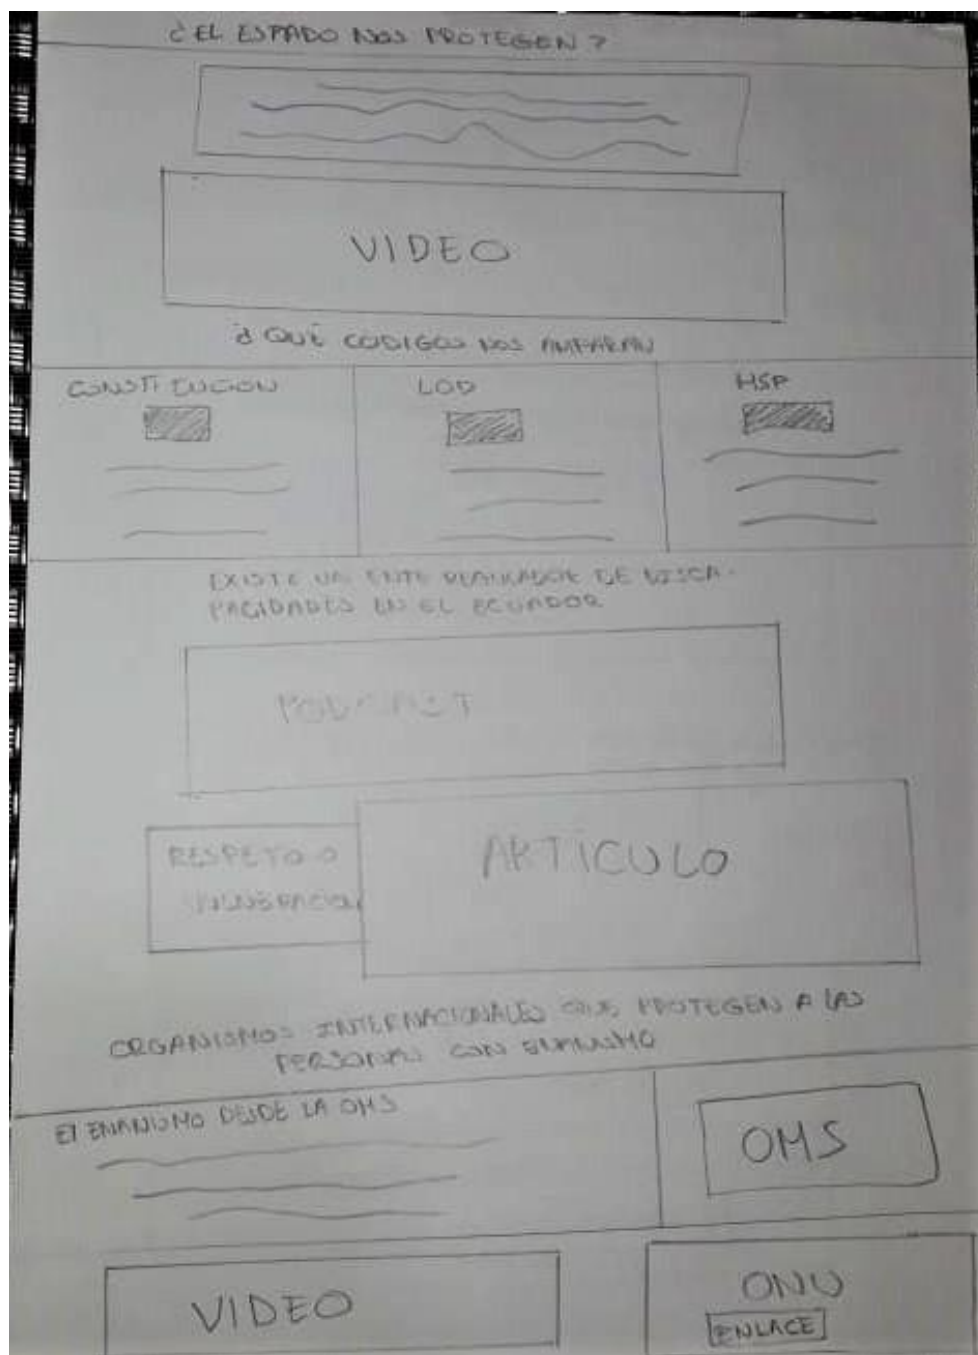 ¿ EL ESTADO NOS PROTEGEN ?
VIDEO
¿ QUÉ CODIGOS NOS AMPARAN
CONSTITUCION
LOD
MSP
EXISTE UN ENTE DE DISCA-
PACIDADES EN EL ECUADOR
PODCAST
RESPETO O
ARTÍCULO
ORGANISMOS INTERNACIONALES QUE PROTEGEN A LAS
PERSONAS CON ENANISMO
El ENANISMO DESDE LA OMS
OMS
VIDEO
ONU
ENLACE